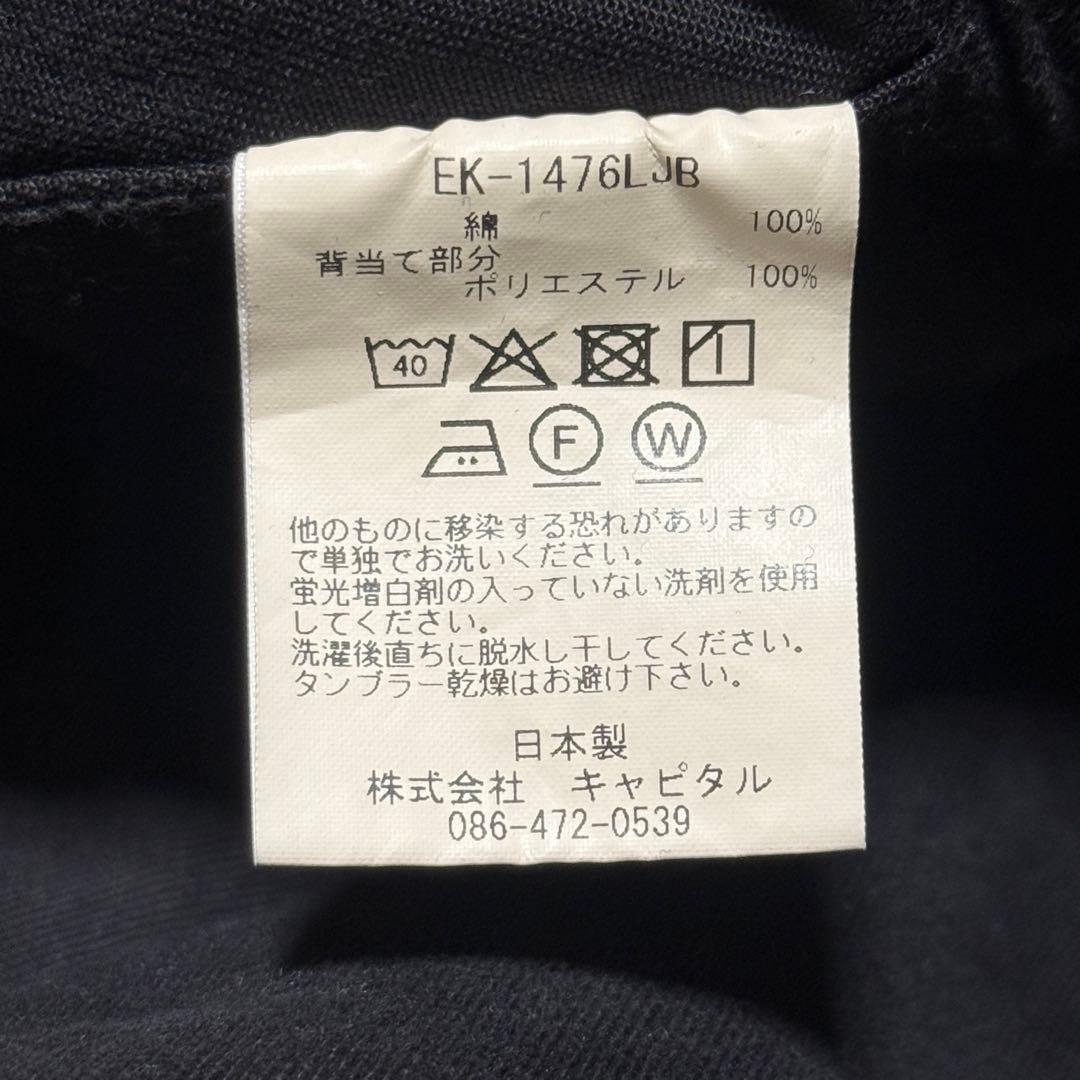 EK-1476LJB
綿 100%
背当て部分
ポリエステル 100%
40
F W
他のものに移染する恐れがありますの
で単独でお洗いください。
蛍光増白剤の入っていない洗剤を使用
してください。
洗濯後直ちに脱水し干してください。
タンブラー乾燥はお避け下さい。
日本製
株式会社 キャピタル
086-472-0539